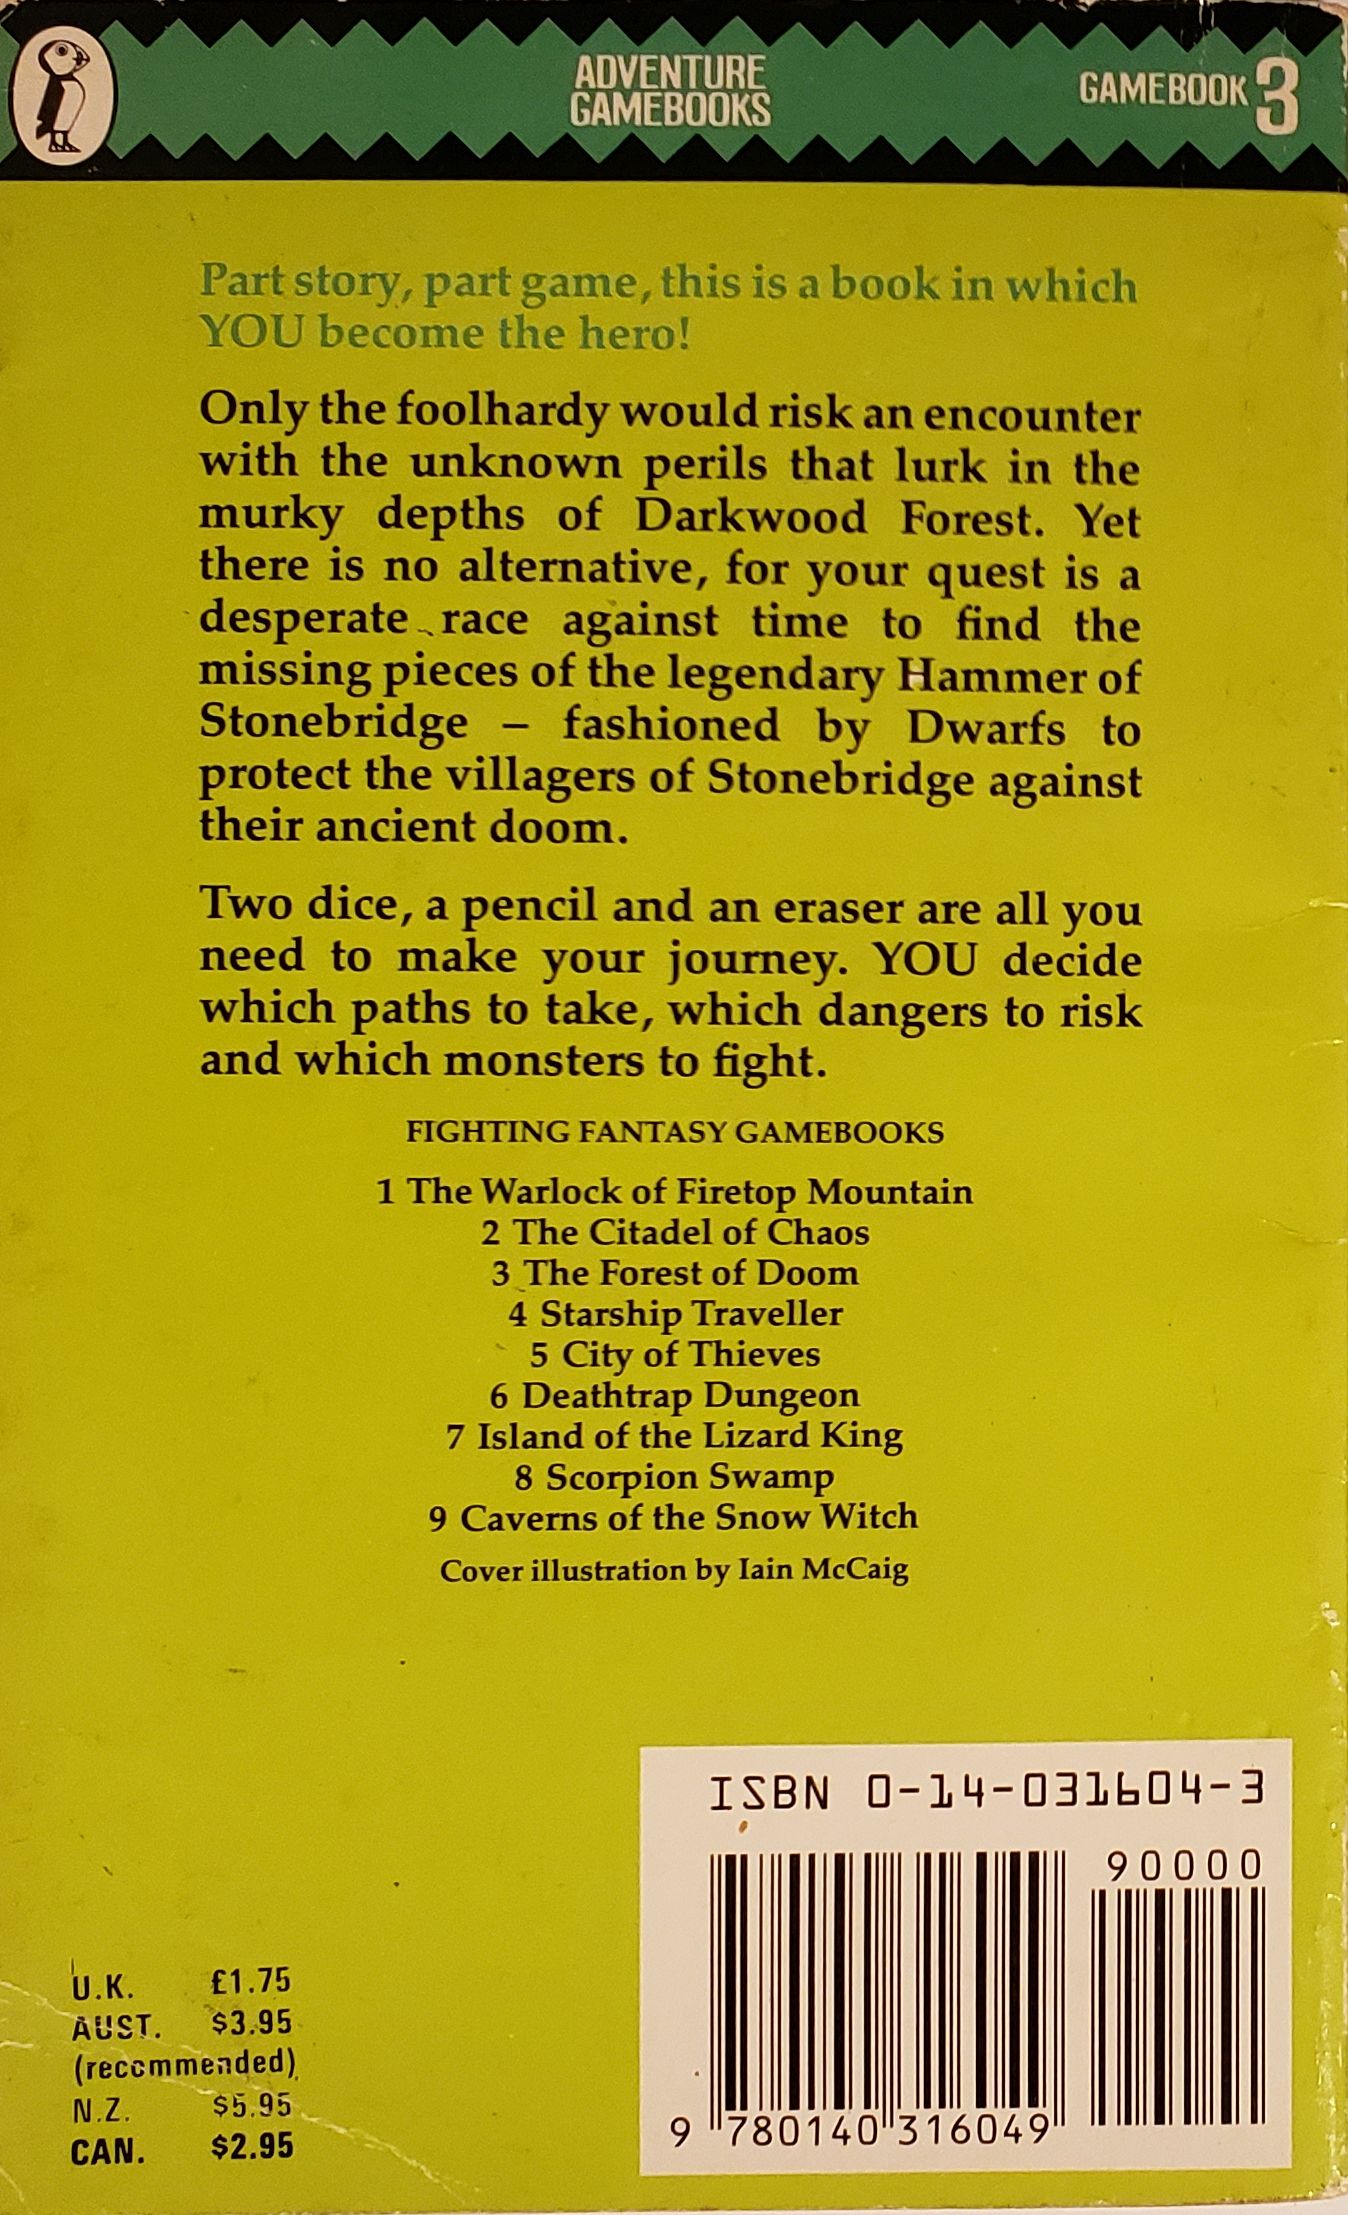 ADVENTURE
GAMEBOOKS
GAMEBOOK 3
Part story, part game, this is a book in which
YOU become the hero!
Only the foolhardy would risk an encounter
with the unknown perils that lurk in the
murky depths of Darkwood Forest. Yet
there is no alternative, for your quest is a
desperate race against time to find the
missing pieces of the legendary Hammer of
Stonebridge – fashioned by Dwarfs to
protect the villagers of Stonebridge against
their ancient doom.
Two dice, a pencil and an eraser are all you
need to make your journey. YOU decide
which paths to take, which dangers to risk
and which monsters to fight.
FIGHTING FANTASY GAMEBOOKS
1 The Warlock of Firetop Mountain
2 The Citadel of Chaos
3 The Forest of Doom
4 Starship Traveller
5 City of Thieves
6 Deathtrap Dungeon
7 Island of the Lizard King
8 Scorpion Swamp
9 Caverns of the Snow Witch
Cover illustration by Iain McCaig
U.K. £1.75
AUST. $3.95
(recommended)
N.Z. $5.95
CAN. $2.95
ISBN 0-14-031604-3
90000
9 780140 316049